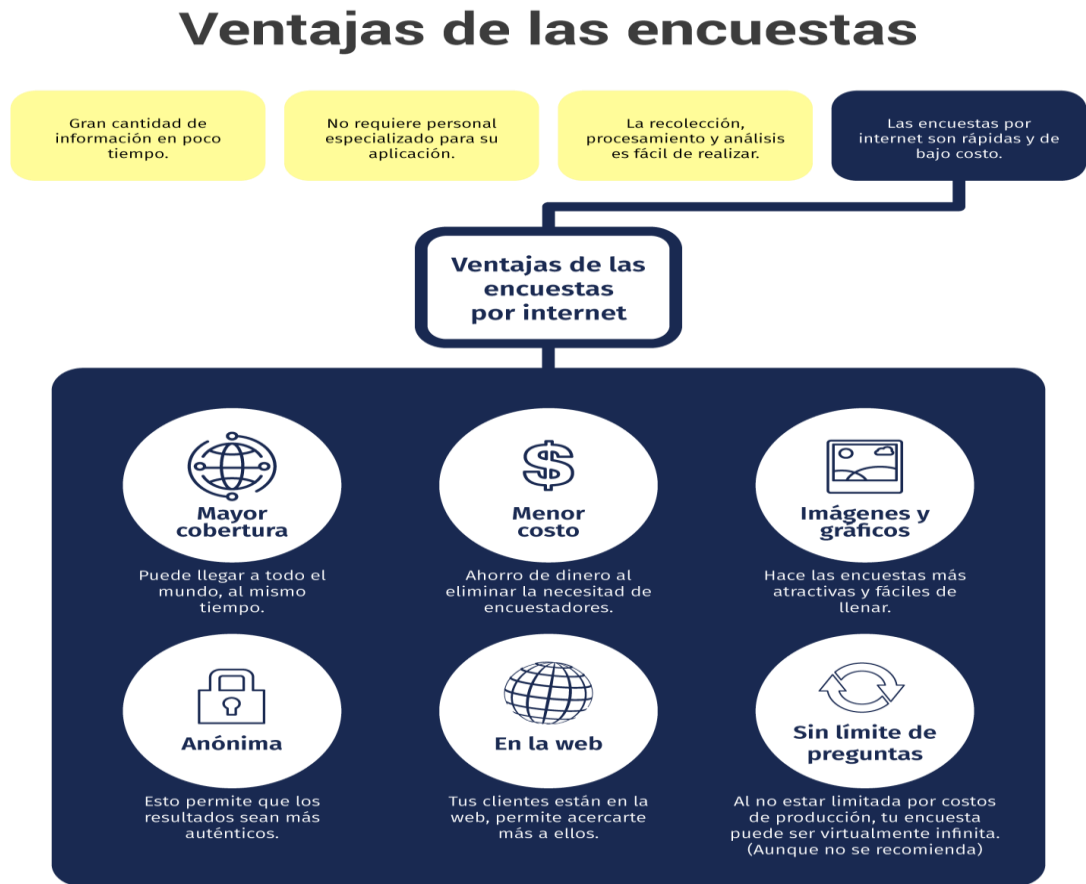 Ventajas de las encuestas
Gran cantidad de
información en poco
tiempo.
No requiere personal
especializado para su
aplicación.
La recolección,
procesamiento y análisis
es fácil de realizar.
Las encuestas por
internet son rápidas y de
bajo costo.
Ventajas de las
encuestas
por internet
Mayor
cobertura
Puede llegar a todo el
mundo, al mismo
tiempo.
$
Menor
costo
Ahorro de dinero al
eliminar la necesitad de
encuestadores.
Imágenes y
gráficos
Hace las encuestas más
atractivas y fáciles de
llenar.
Anónima
Esto permite que los
resultados sean más
auténticos.
En la web
Tus clientes están en la
web, permite acercarte
más a ellos.
Sin límite de
preguntas
Al no estar limitada por costos
de producción, tu encuesta
puede ser virtualmente infinita.
(Aunque no se recomienda)